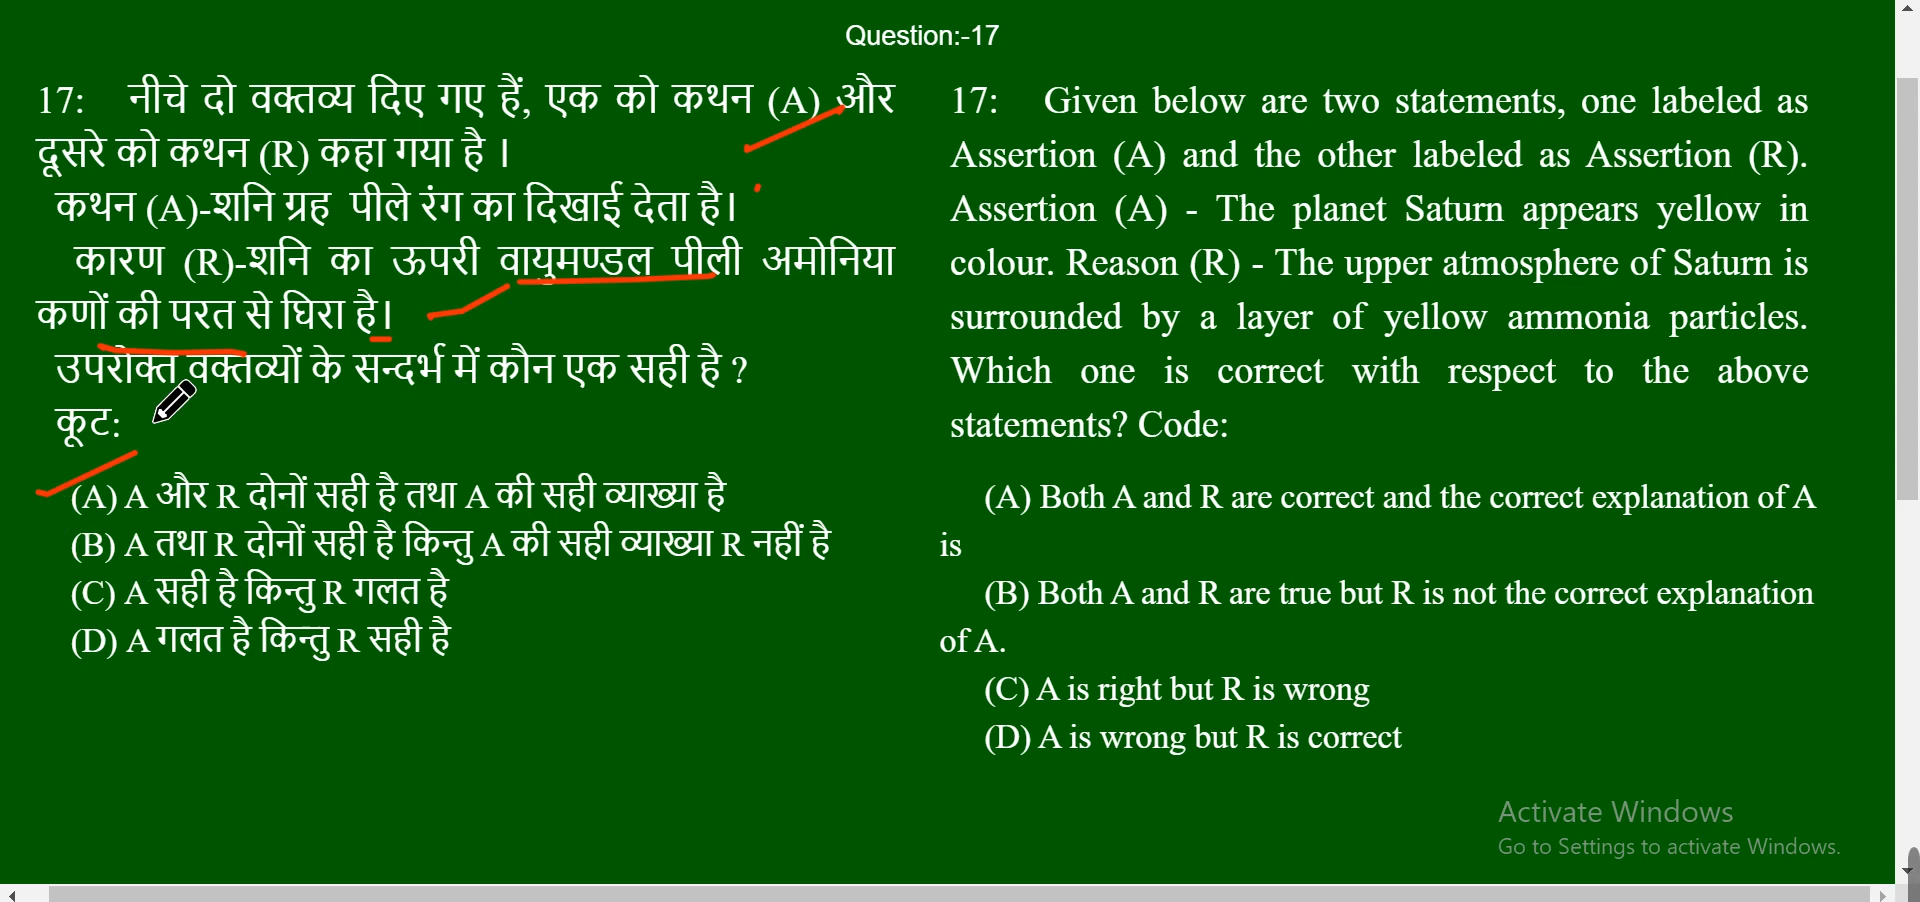 Question:-17
17: नीचे दो वक्तव्य दिए गए हैं, एक को कथन (A) और
दूसरे को कथन (R) कहा गया है ।
कथन (A)-शनि ग्रह पीले रंग का दिखाई देता है।
कारण (R)-शनि का ऊपरी वायुमण्डल पीली अमोनिया
कणों की परत से घिरा है।
उपरोक्त वक्तव्यों के सन्दर्भ में कौन एक सही है ?
कूट:
(A) A और R दोनों सही है तथा A की सही व्याख्या है
(B) A तथा R दोनों सही है किन्तु A की सही व्याख्या R नहीं है
(C) A सही है किन्तु R गलत है
(D) A गलत है किन्तु R सही है
17: Given below are two statements, one labeled as
Assertion (A) and the other labeled as Assertion (R).
Assertion (A) - The planet Saturn appears yellow in
colour. Reason (R) - The upper atmosphere of Saturn is
surrounded by a layer of yellow ammonia particles.
Which one is correct with respect to the above
statements? Code:
(A) Both A and R are correct and the correct explanation of A
is
(B) Both A and R are true but R is not the correct explanation
of A.
(C) A is right but R is wrong
(D) A is wrong but R is correct
Activate Windows
Go to Settings to activate Windows.